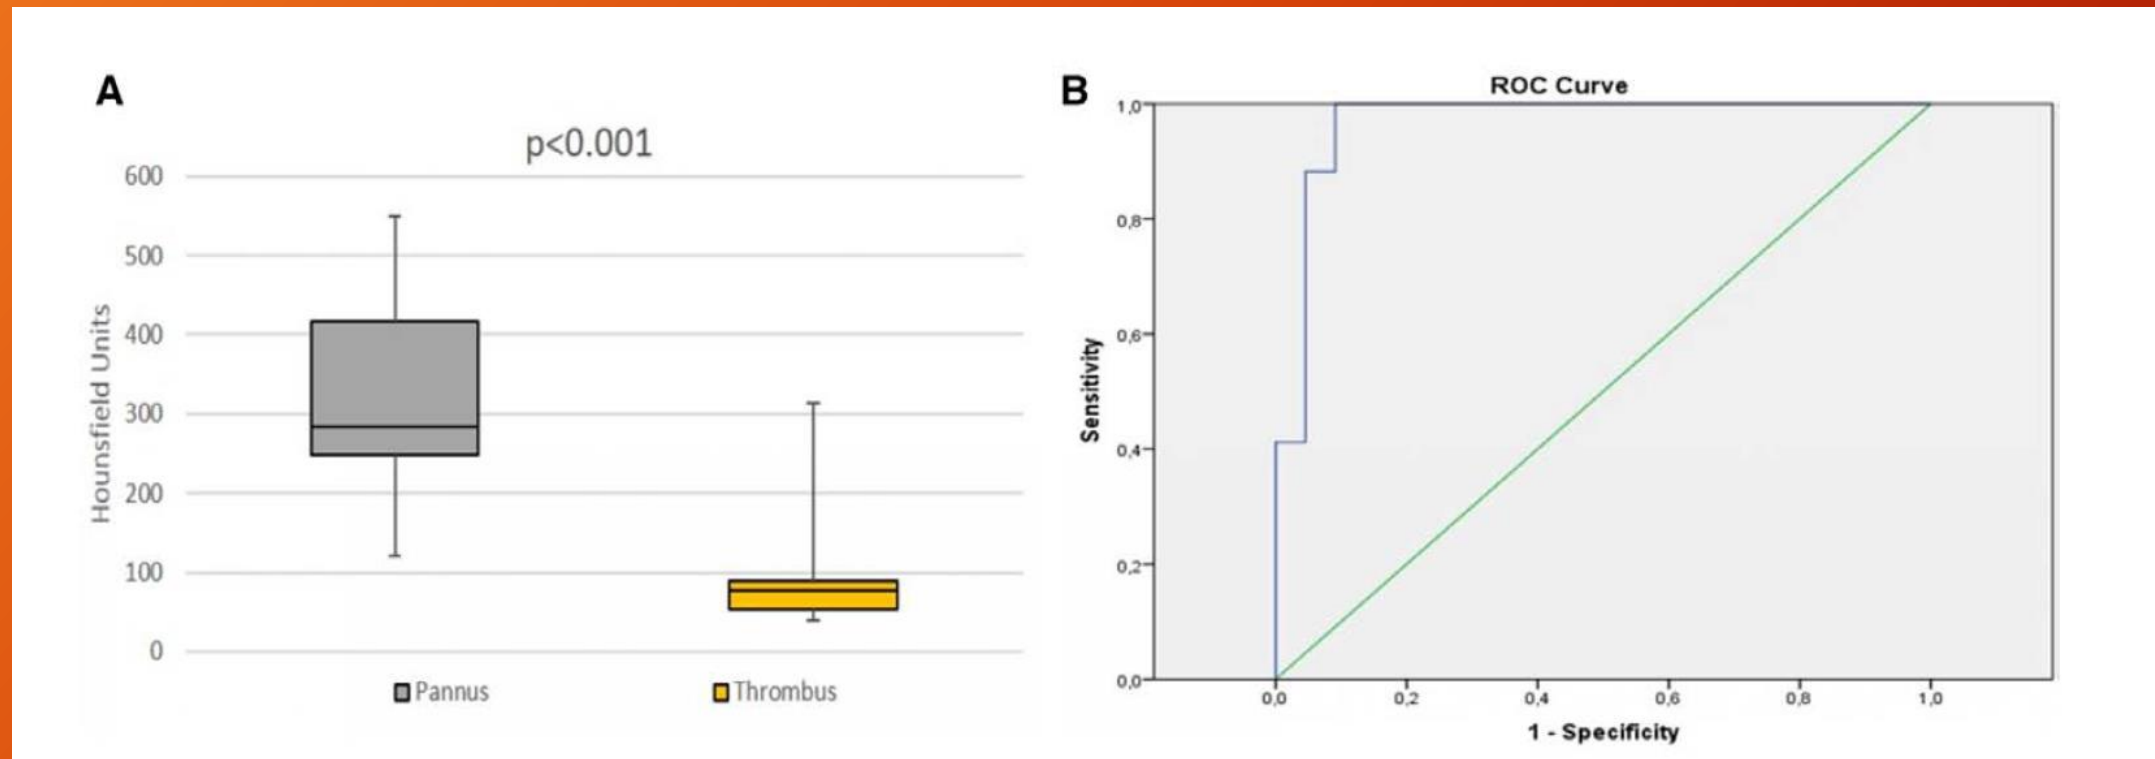 A
p<0.001
600
500
400
300
200
100
0
Hounsfield Units
Pannus
Thrombus
B
ROC Curve
1,0
0,8
0,6
0,4
0,2
0,0
Sensitivity
0,0 0,2 0,4 0,6 0,8 1,0
1 - Specificity